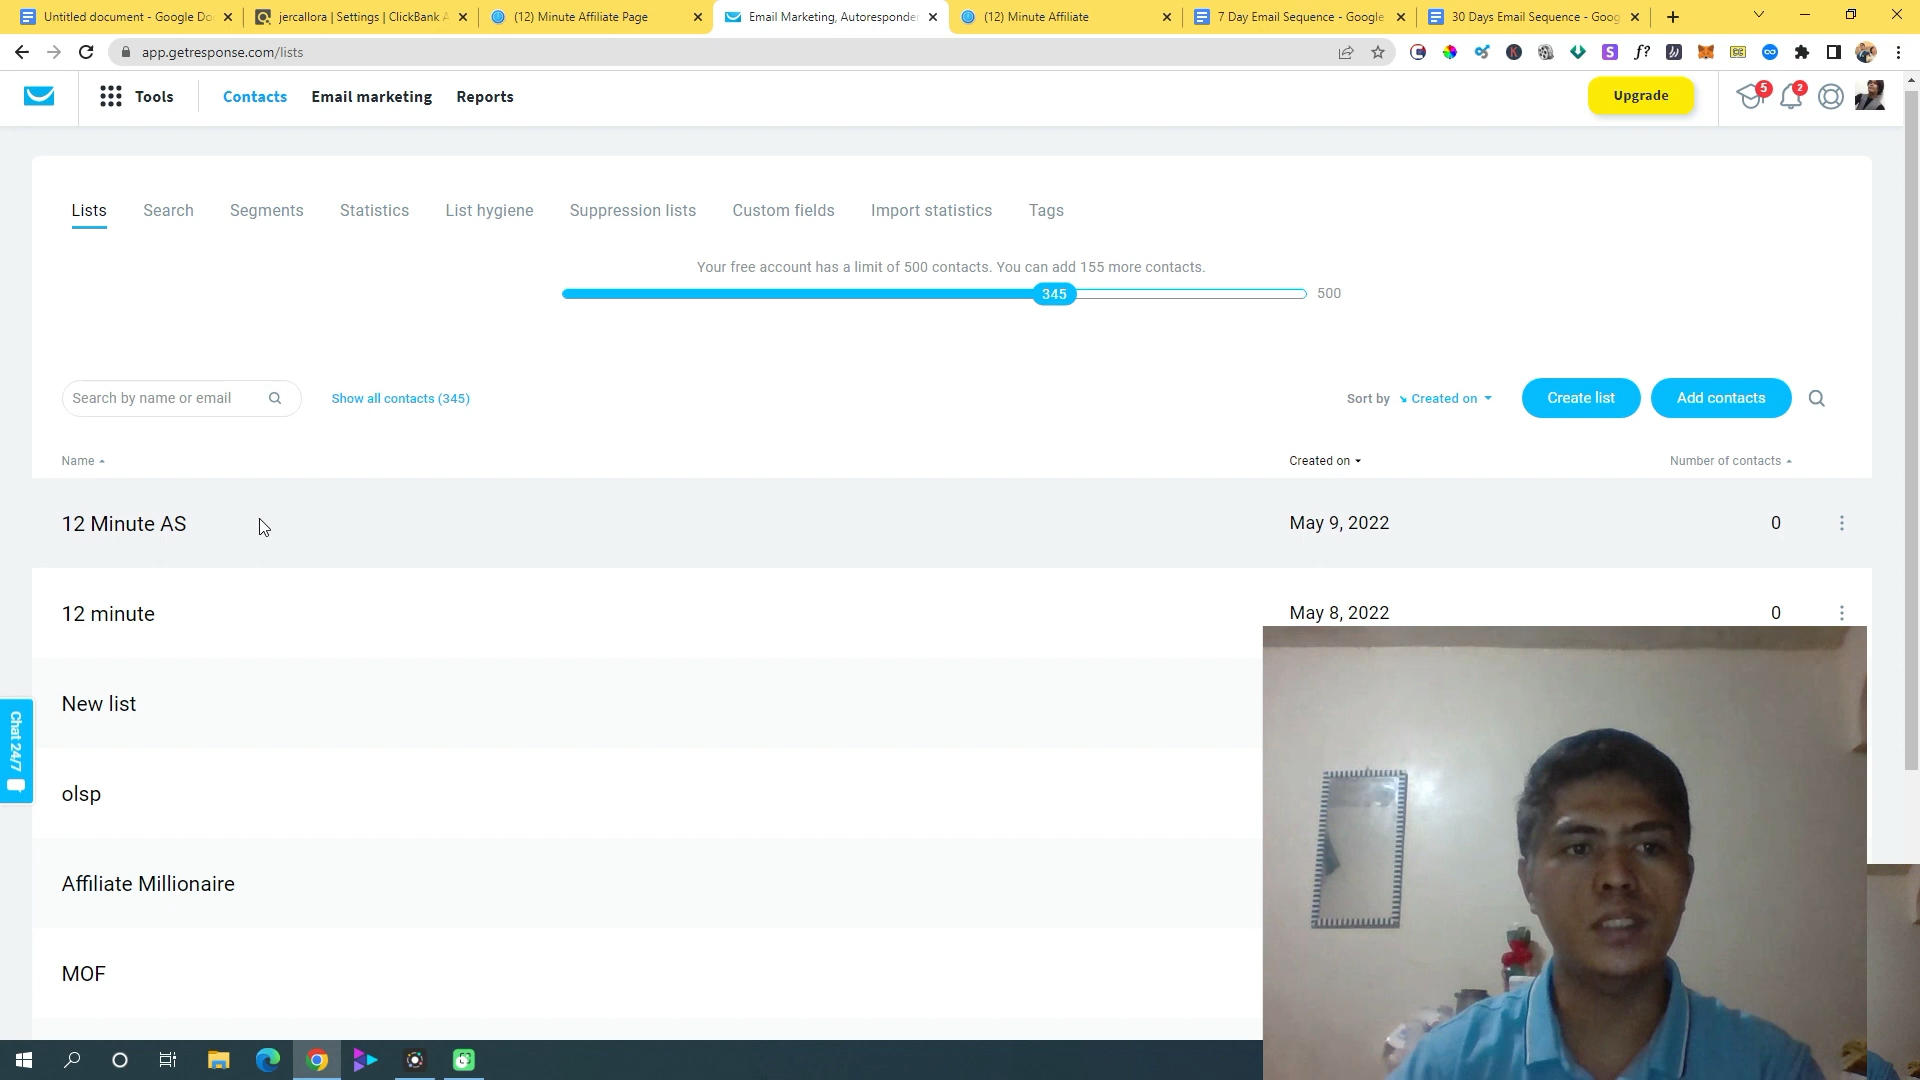 Untitled document - Google Do
jercallora | Settings | ClickBank A
(12) Minute Affiliate Page
Email Marketing, Autoresponder
(12) Minute Affiliate
7 Day Email Sequence - Google
30 Days Email Sequence - Goog
app.getresponse.com/lists
Tools
Contacts
Email marketing
Reports
Upgrade
5
2
Lists
Search
Segments
Statistics
List hygiene
Suppression lists
Custom fields
Import statistics
Tags
Your free account has a limit of 500 contacts. You can add 155 more contacts.
345
500
Search by name or email
Show all contacts (345)
Sort by
Created on
Create list
Add contacts
Name
Created on
Number of contacts
12 Minute AS
May 9, 2022
0
12 minute
May 8, 2022
0
New list
olsp
Affiliate Millionaire
MOF
Chat 24/7